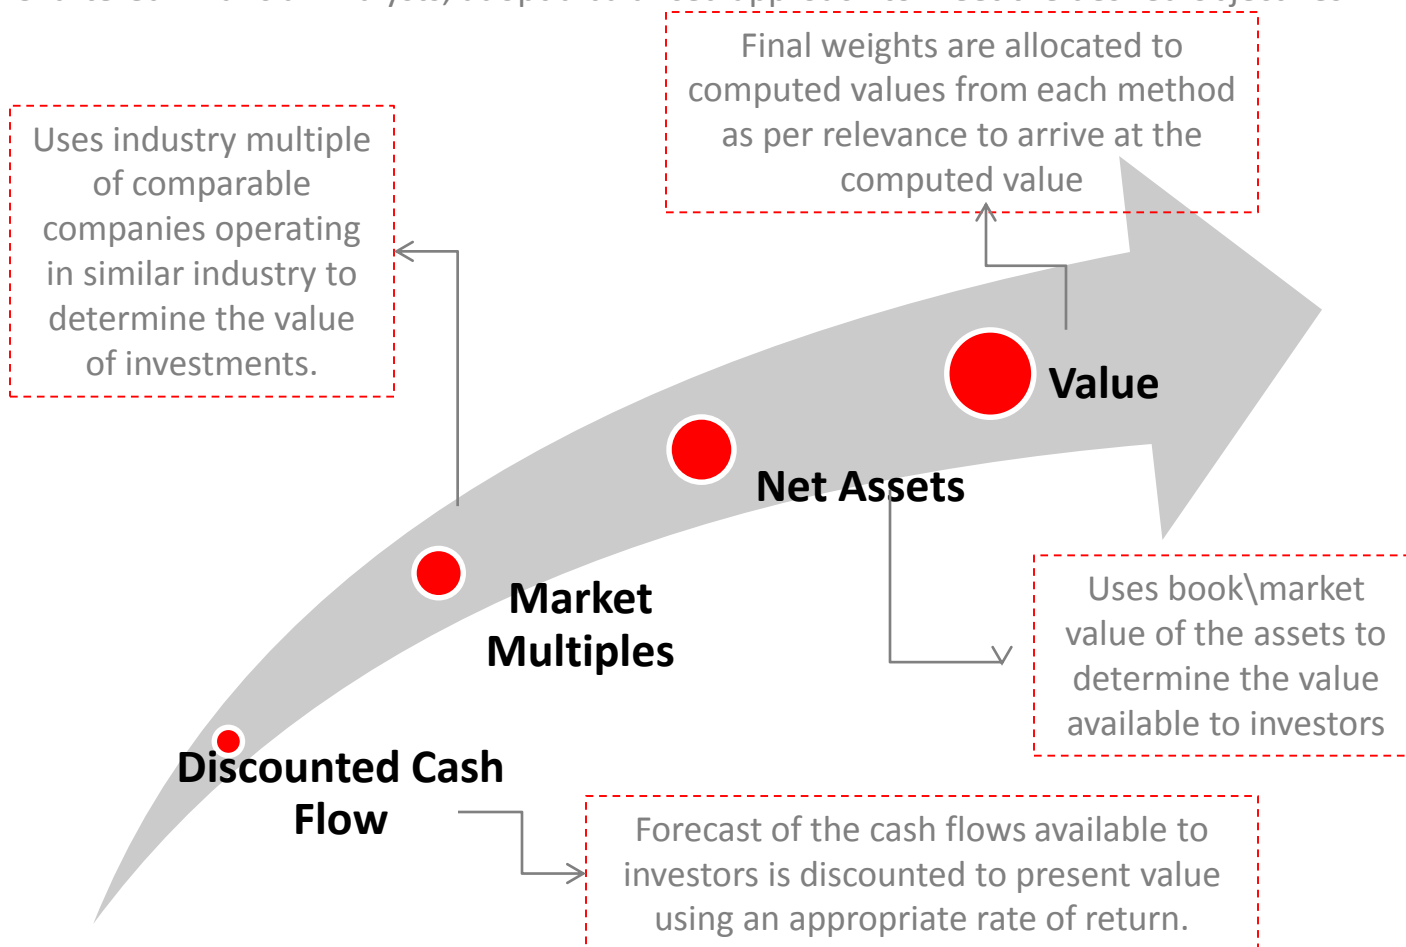 Final weights are allocated to
computed values from each method
as per relevance to arrive at the
computed value
Uses industry multiple
of comparable
companies operating
in similar industry to
determine the value
of investments.
Value
Net Assets
Market
Multiples
Uses book\market
value of the assets to
determine the value
available to investors
Discounted Cash
Flow
Forecast of the cash flows available to
investors is discounted to present value
using an appropriate rate of return.